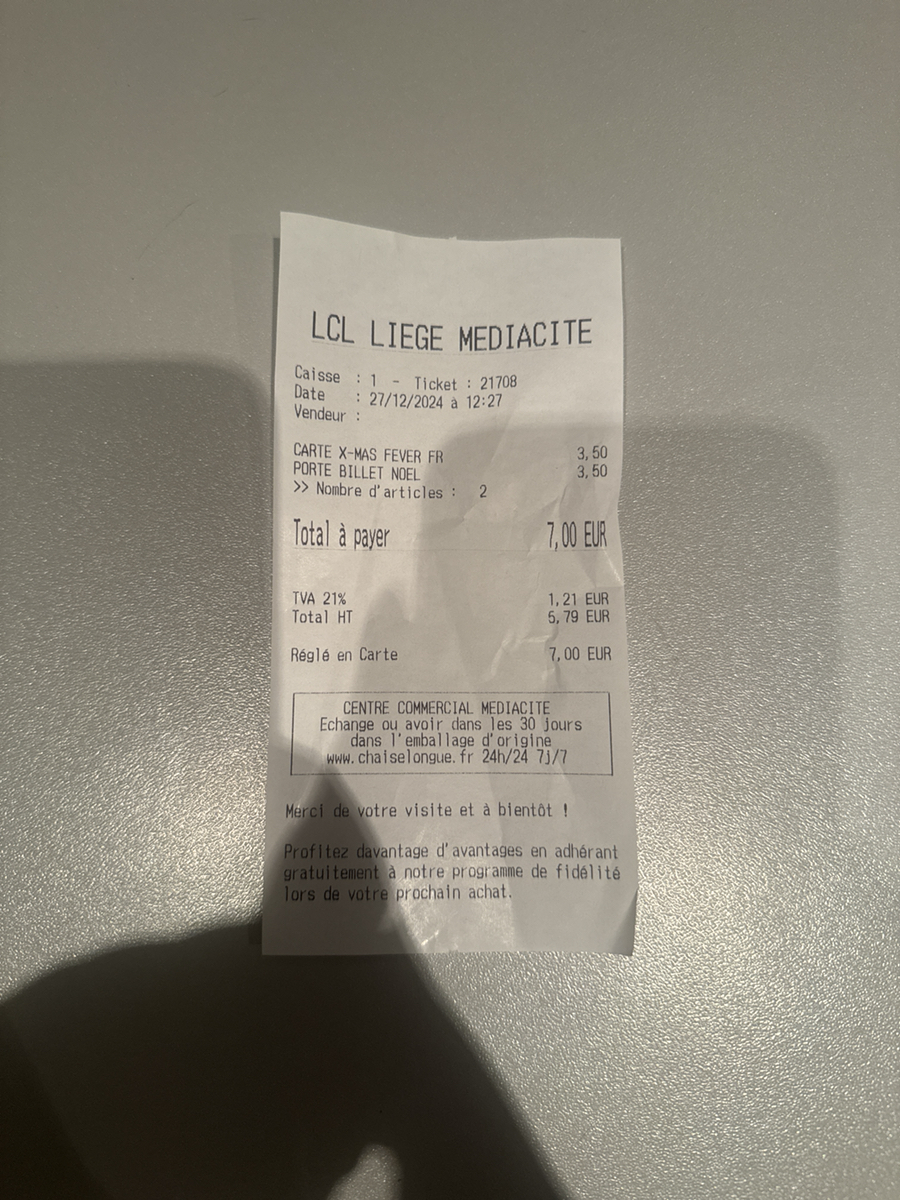 LCL LIEGE MEDIACITE
Caisse : 1 - Ticket : 21708
Date : 27/12/2024 à 12:27
Vendeur :
CARTE X-MAS FEVER FR 3,50
PORTE BILLET NOEL 3,50
>> Nombre d'articles : 2
Total à payer 7,00 EUR
TVA 21% 1,21 EUR
Total HT 5,79 EUR
Réglé en Carte 7,00 EUR
CENTRE COMMERCIAL MEDIACITE
Echange ou avoir dans les 30 jours
dans l'emballage d'origine
www.chaiselongue.fr 24h/24 7j/7
Merci de votre visite et à bientôt !
Profitez davantage d'avantages en adhérant
gratuitement à notre programme de fidélité
lors de votre prochain achat.